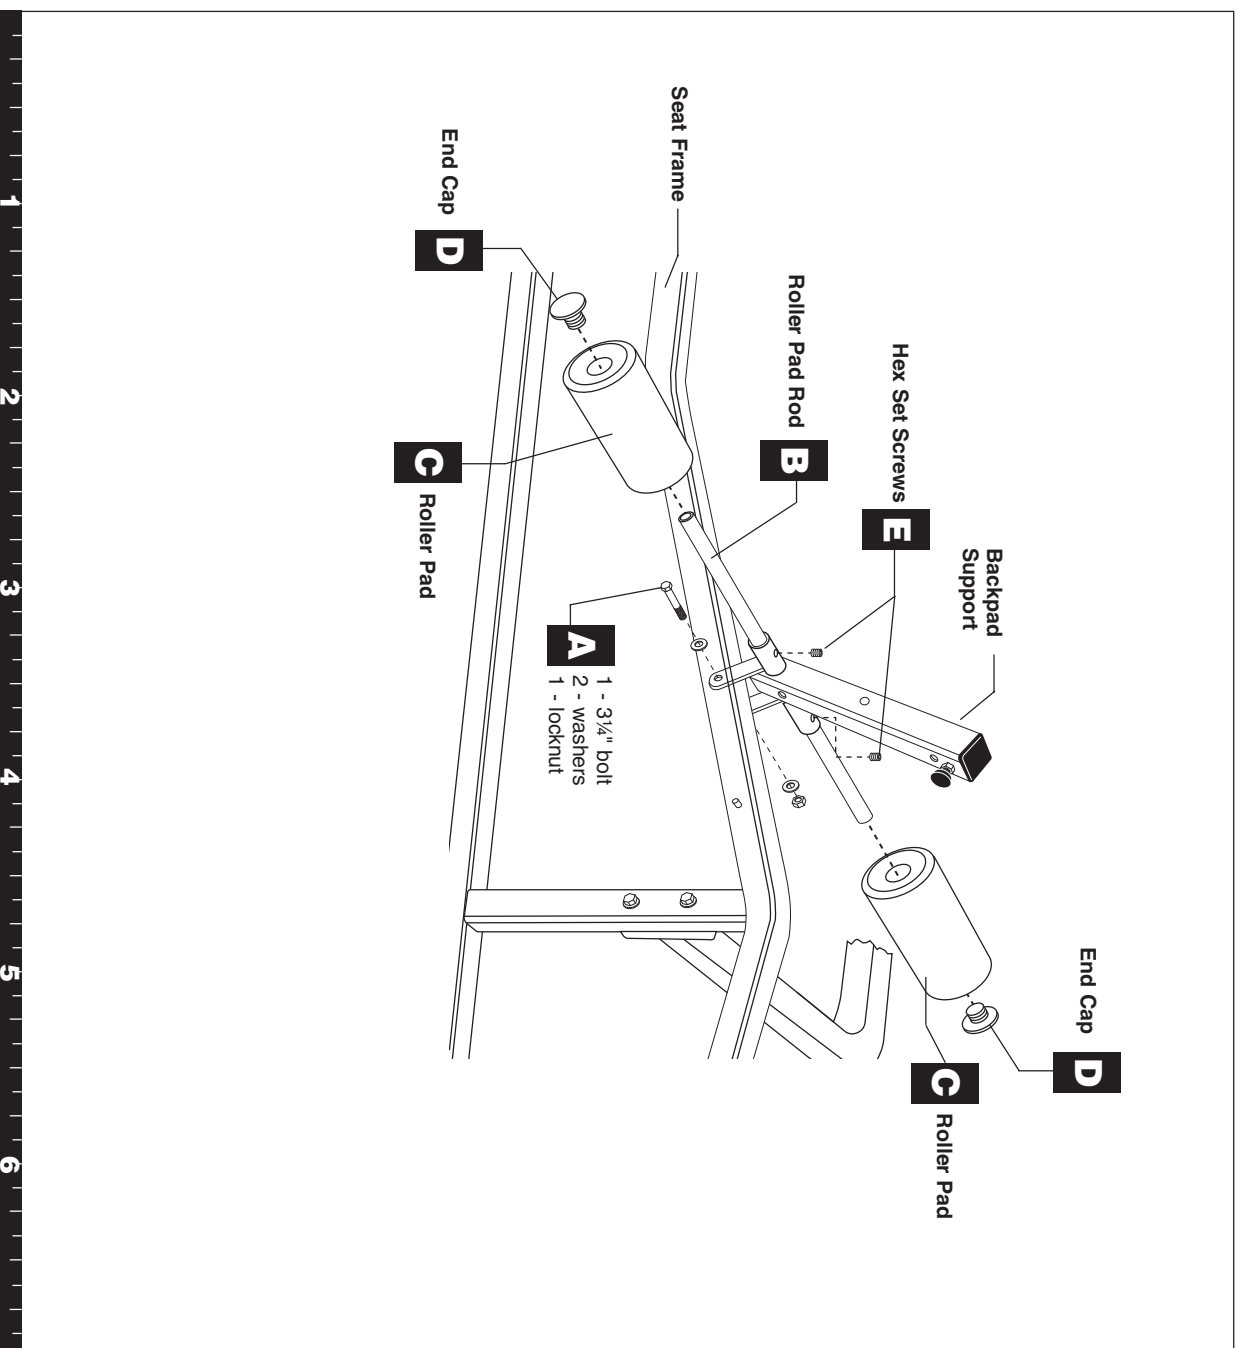 End Cap
D
C Roller Pad
Backpad
Support
Hex Set Screws E
Roller Pad Rod B
A 1 - 3¼" bolt
2 - washers
1 - locknut
Seat Frame
End Cap
D
C Roller Pad
1 2 3 4 5 6